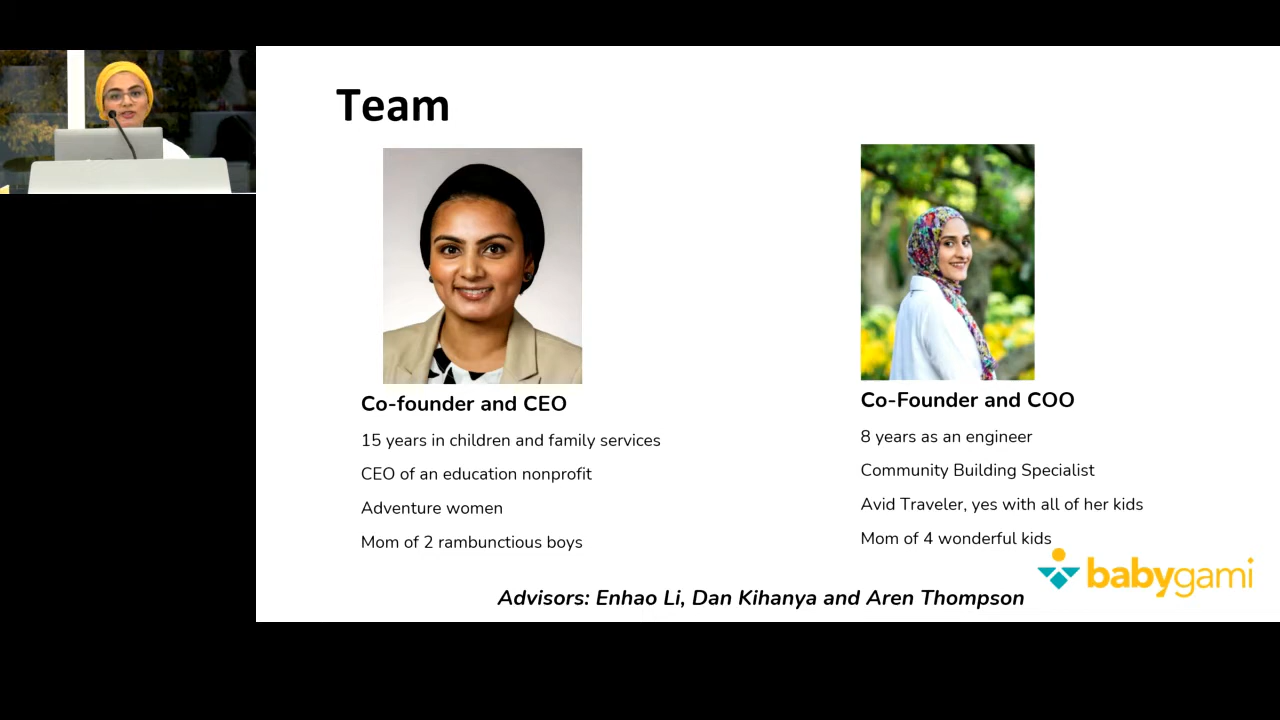 Team
Co-founder and CEO
15 years in children and family services
CEO of an education nonprofit
Adventure women
Mom of 2 rambunctious boys
Co-Founder and COO
8 years as an engineer
Community Building Specialist
Avid Traveler, yes with all of her kids
Mom of 4 wonderful kids
babygami
Advisors: Enhao Li, Dan Kihanya and Aren Thompson